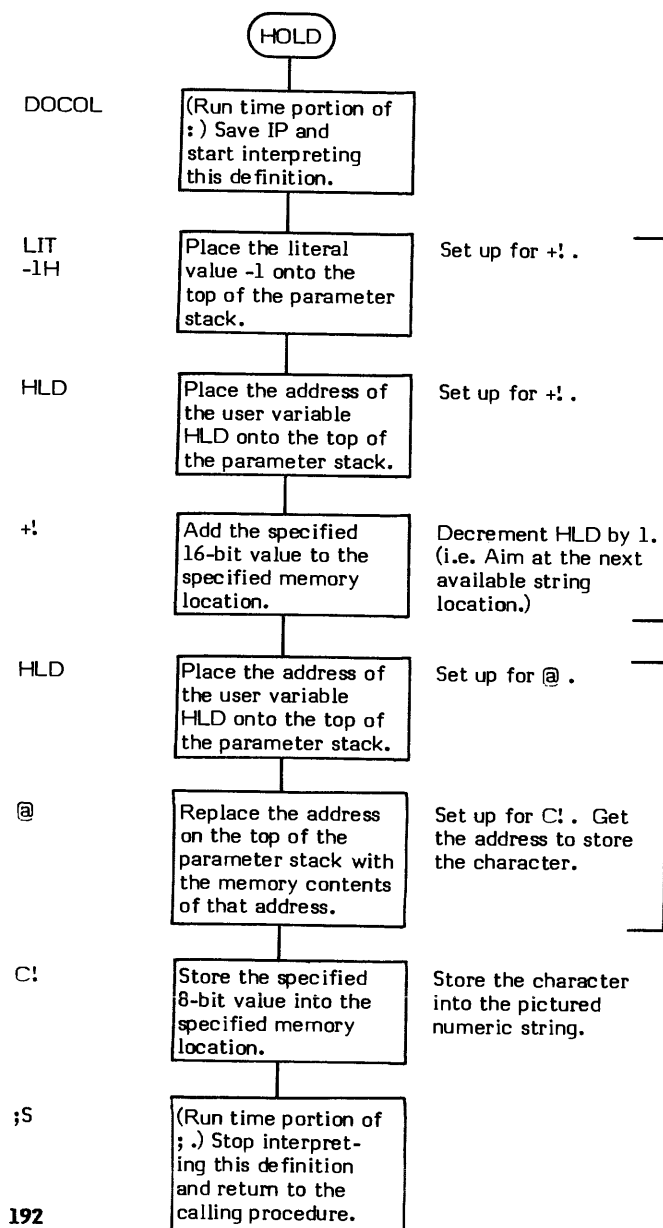 HOLD
DOCOL
(Run time portion of
: ) Save IP and
start interpreting
this definition.
LIT
-1H
Place the literal
value -1 onto the
top of the parameter
stack.
Set up for +! .
HLD
Place the address of
the user variable
HLD onto the top of
the parameter stack.
Set up for +! .
+!
Add the specified
16-bit value to the
specified memory
location.
Decrement HLD by 1.
(i.e. Aim at the next
available string
location.)
HLD
Place the address of
the user variable
HLD onto the top of
the parameter stack.
Set up for @ .
@
Replace the address
on the top of the
parameter stack with
the memory contents
of that address.
Set up for C! . Get
the address to store
the character.
C!
Store the specified
8-bit value into the
specified memory
location.
Store the character
into the pictured
numeric string.
;S
(Run time portion of
; .) Stop interpret-
ing this definition
and return to the
calling procedure.
192